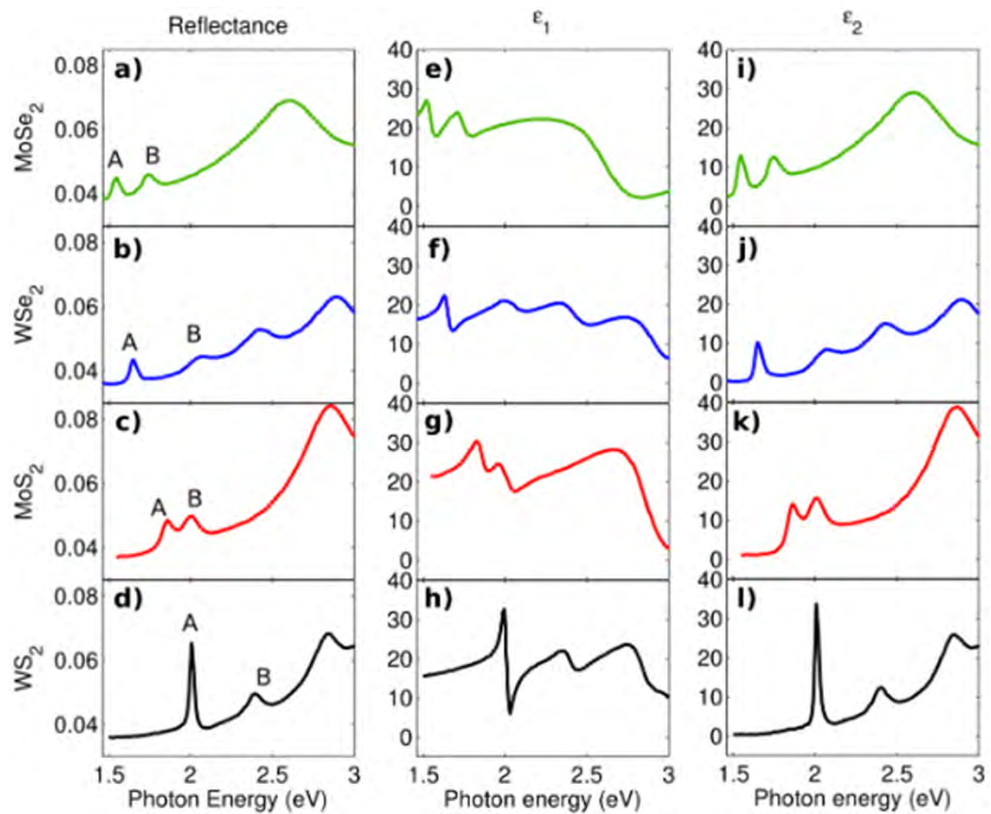 Reflectance ε1 ε2
MoSe2
0.08
0.06
0.04
a)
A
B
40
30
20
10
0
e)
40
30
20
10
0
i)
WSe2
0.08
0.06
0.04
b)
A
B
40
30
20
10
0
f)
40
30
20
10
0
j)
MoS2
0.08
0.06
0.04
c)
A
B
40
30
20
10
0
g)
40
30
20
10
0
k)
WS2
0.08
0.06
0.04
d)
A
B
40
30
20
10
0
h)
40
30
20
10
0
l)
1.5 2 2.5 3 1.5 2 2.5 3 1.5 2 2.5 3
Photon Energy (eV) Photon energy (eV) Photon energy (eV)